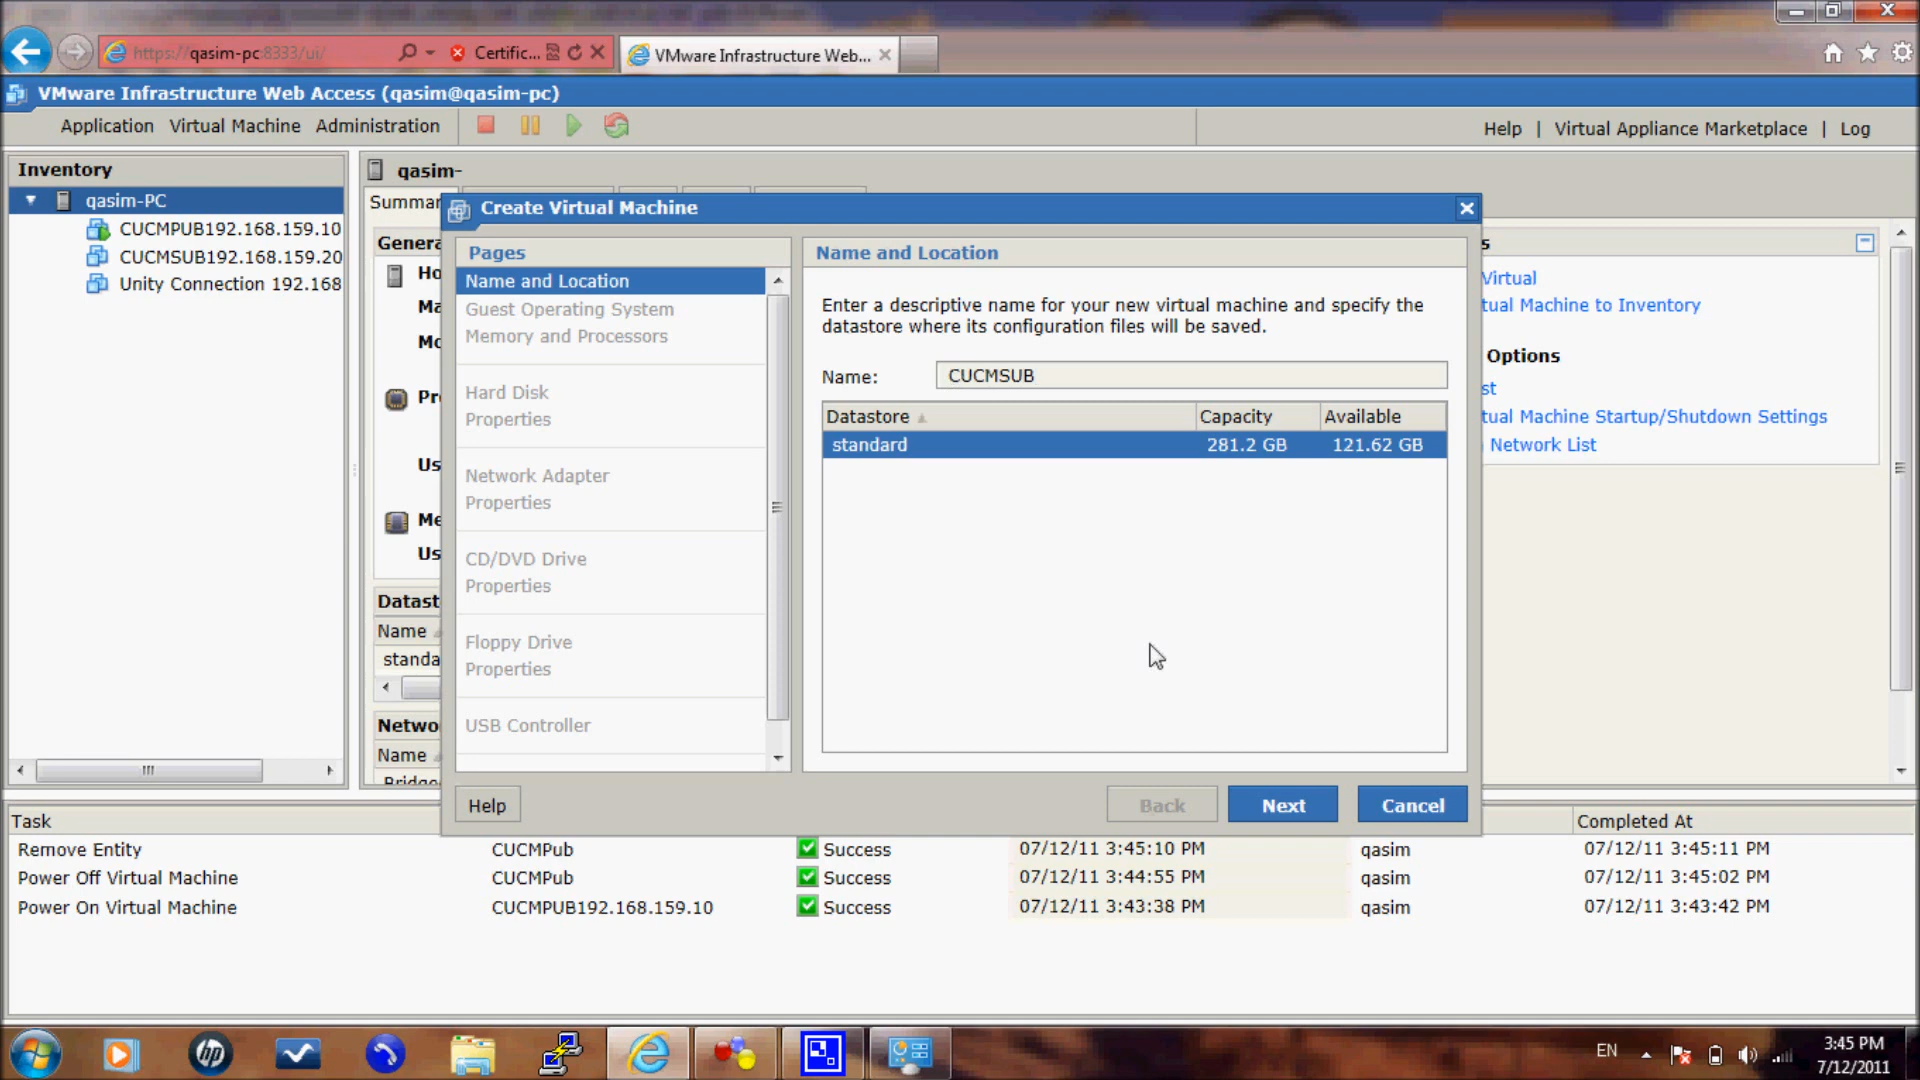 https://qasim-pc:8333/ui/
Certific...
VMware Infrastructure Web...
VMware Infrastructure Web Access (qasim@qasim-pc)
Application Virtual Machine Administration
Help | Virtual Appliance Marketplace | Log
Inventory
qasim-PC
CUCMPUB192.168.159.10
CUCMSUB192.168.159.20
Unity Connection 192.168
qasim-
Summar
Genera
Ho
Ma
Mo
Pr
Us
Me
Us
Datast
Name
standa
Netwo
Name
Create Virtual Machine
Pages
Name and Location
Guest Operating System
Memory and Processors
Hard Disk
Properties
Network Adapter
Properties
CD/DVD Drive
Properties
Floppy Drive
Properties
USB Controller
Name and Location
Enter a descriptive name for your new virtual machine and specify the
datastore where its configuration files will be saved.
Name: CUCMSUB
Datastore Capacity Available
standard 281.2 GB 121.62 GB
Help Back Next Cancel
s
Virtual
tual Machine to Inventory
Options
st
tual Machine Startup/Shutdown Settings
Network List
Task Completed At
Remove Entity CUCMPub Success 07/12/11 3:45:10 PM qasim 07/12/11 3:45:11 PM
Power Off Virtual Machine CUCMPub Success 07/12/11 3:44:55 PM qasim 07/12/11 3:45:02 PM
Power On Virtual Machine CUCMPUB192.168.159.10 Success 07/12/11 3:43:38 PM qasim 07/12/11 3:43:42 PM
hp
EN
3:45 PM
7/12/2011